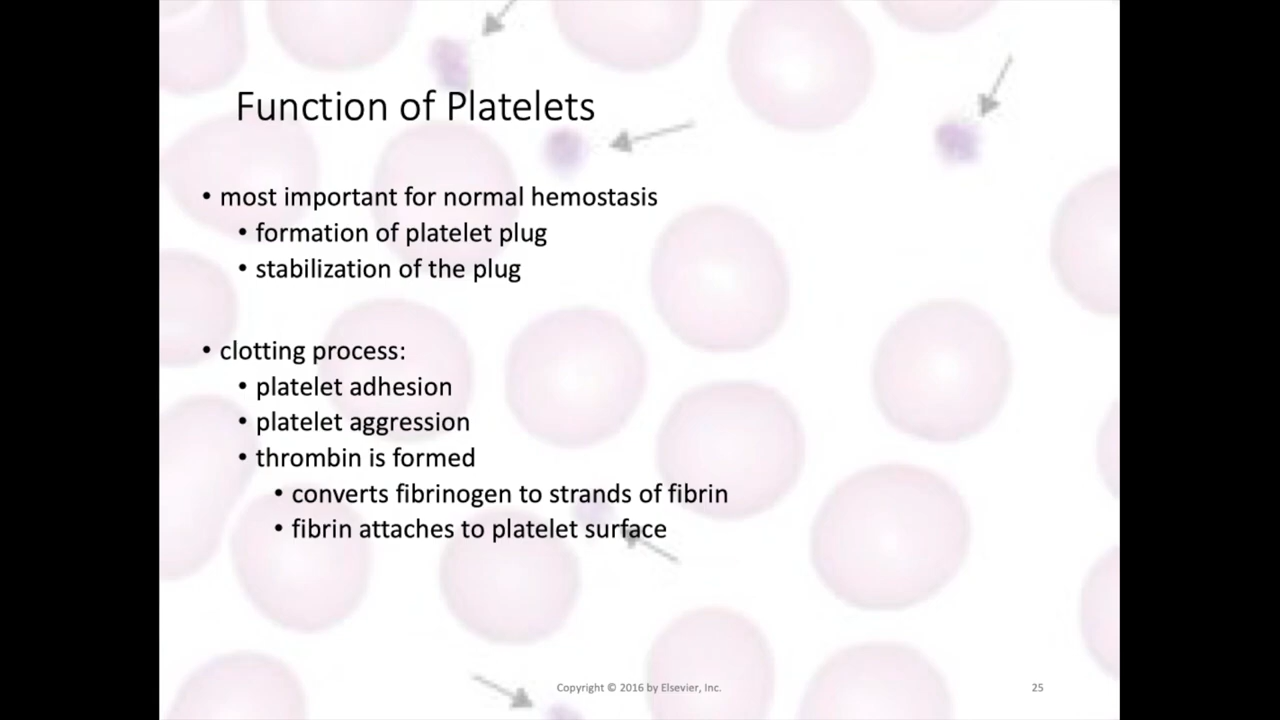 Function of Platelets
• most important for normal hemostasis
• formation of platelet plug
• stabilization of the plug
• clotting process:
• platelet adhesion
• platelet aggression
• thrombin is formed
• converts fibrinogen to strands of fibrin
• fibrin attaches to platelet surface
Copyright © 2016 by Elsevier, Inc.
25